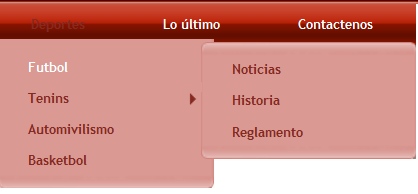 Deportes Lo último Contactenos
Futbol
Tenins
Automivilismo
Basketbol
Noticias
Historia
Reglamento